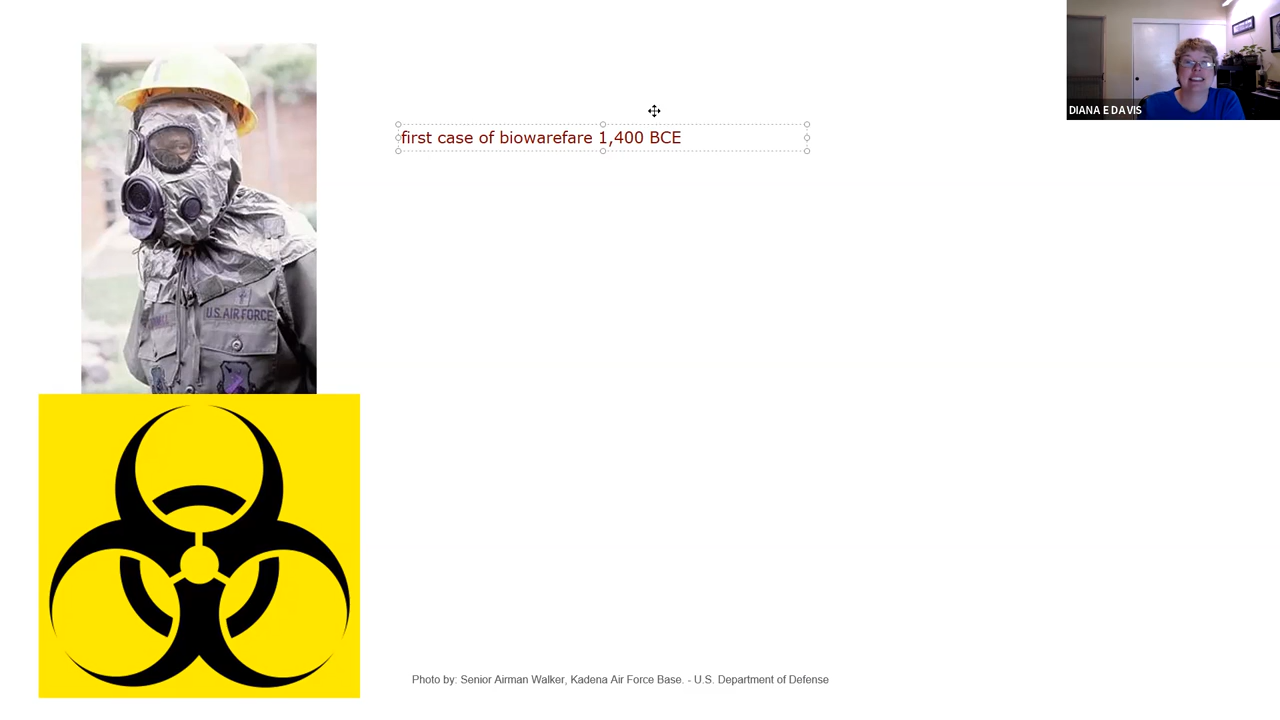 DIANA E DAVIS
first case of biowarefare 1,400 BCE
U.S. AIR FORCE
Photo by: Senior Airman Walker, Kadena Air Force Base. - U.S. Department of Defense